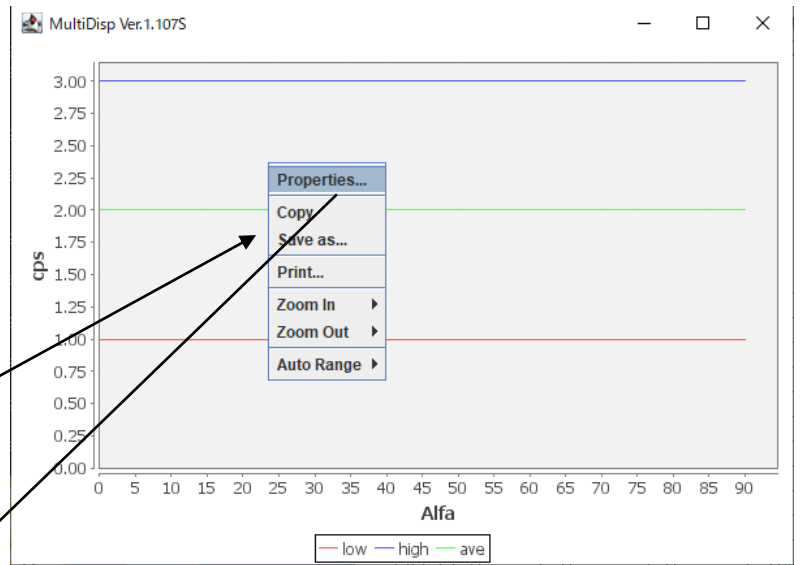 MultiDisp Ver.1.107S
3.00
2.75
2.50
2.25
2.00
1.75
1.50
1.25
1.00
0.75
0.50
0.25
0.00
cps
Properties...
Copy
Save as...
Print...
Zoom In
Zoom Out
Auto Range
0 5 10 15 20 25 30 35 40 45 50 55 60 65 70 75 80 85 90
Alfa
low high ave